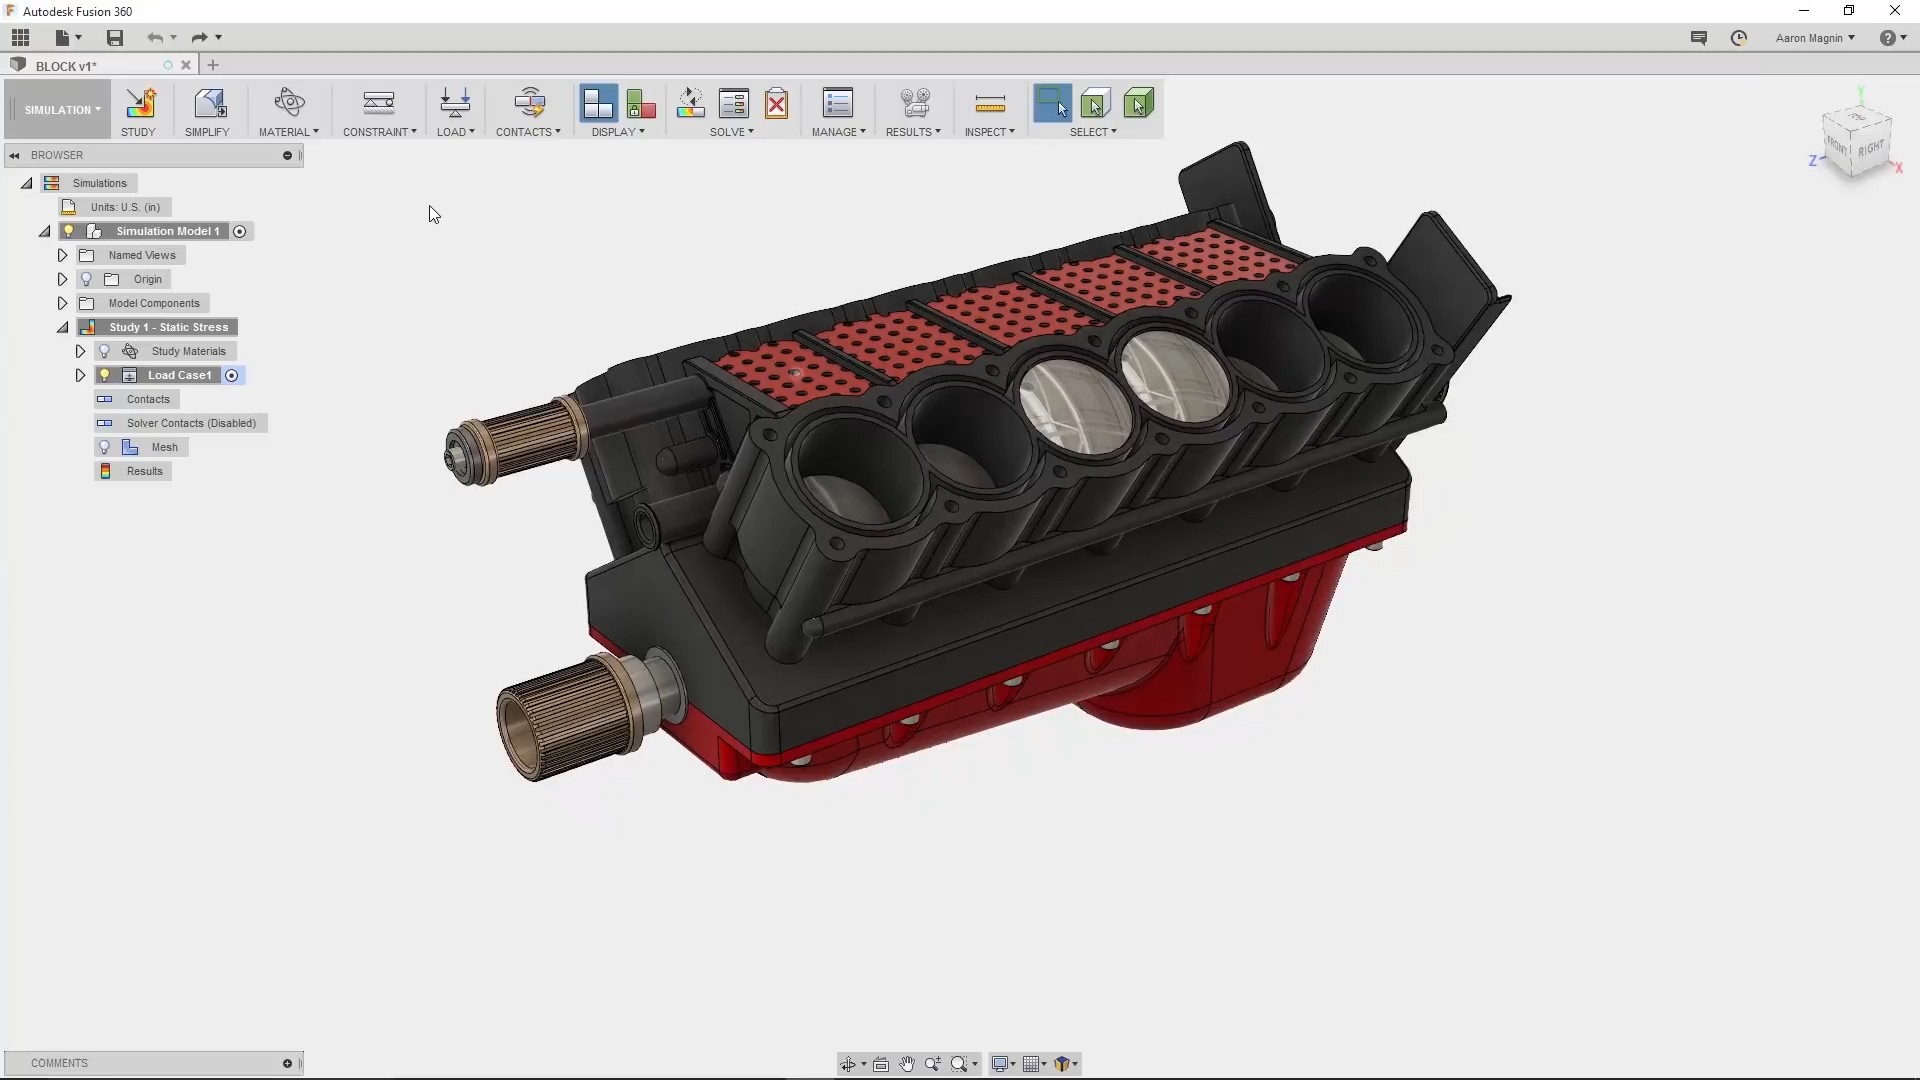 Autodesk Fusion 360
Aaron Magnin
BLOCK v1*
SIMULATION
STUDY
SIMPLIFY
MATERIAL
CONSTRAINT
LOAD
CONTACTS
DISPLAY
SOLVE
MANAGE
RESULTS
INSPECT
SELECT
TOP
FRONT
RIGHT
Y
Z
X
BROWSER
Simulations
Units: U.S. (in)
Simulation Model 1
Named Views
Origin
Model Components
Study 1 - Static Stress
Study Materials
Load Case1
Contacts
Solver Contacts (Disabled)
Mesh
Results
COMMENTS